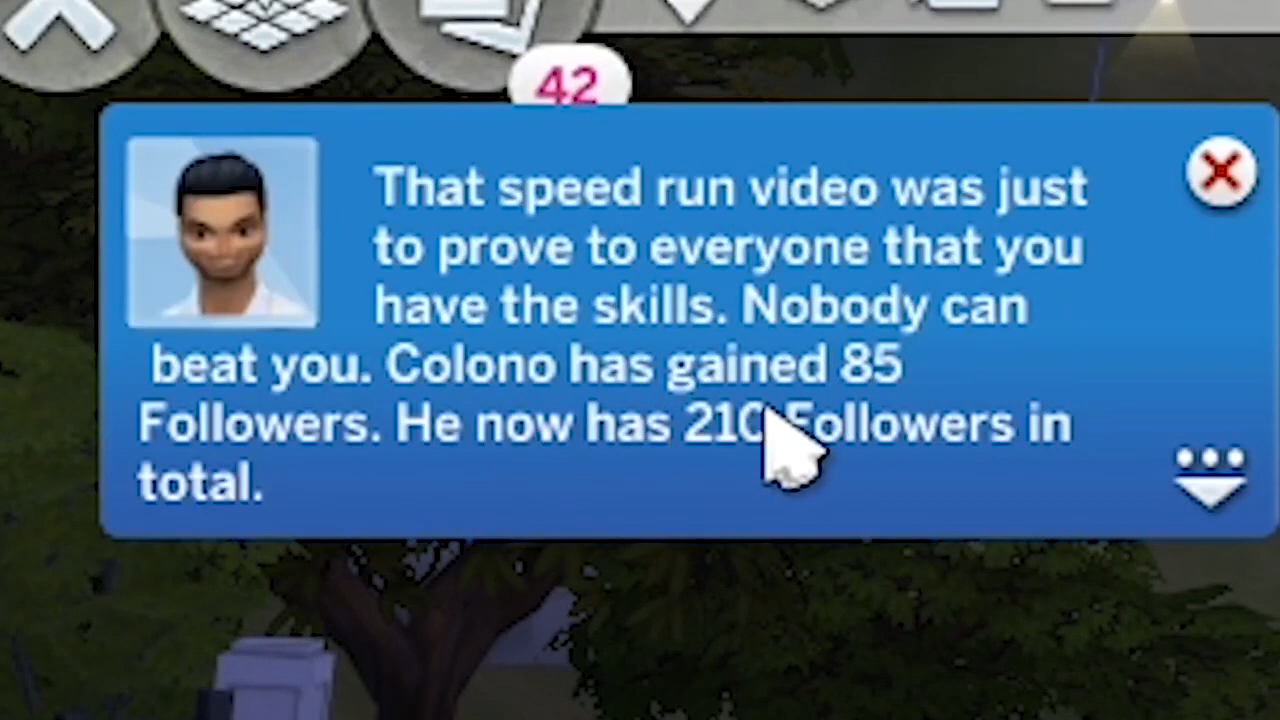 42
That speed run video was just
to prove to everyone that you
have the skills. Nobody can
beat you. Colono has gained 85
Followers. He now has 210 Followers in
total.